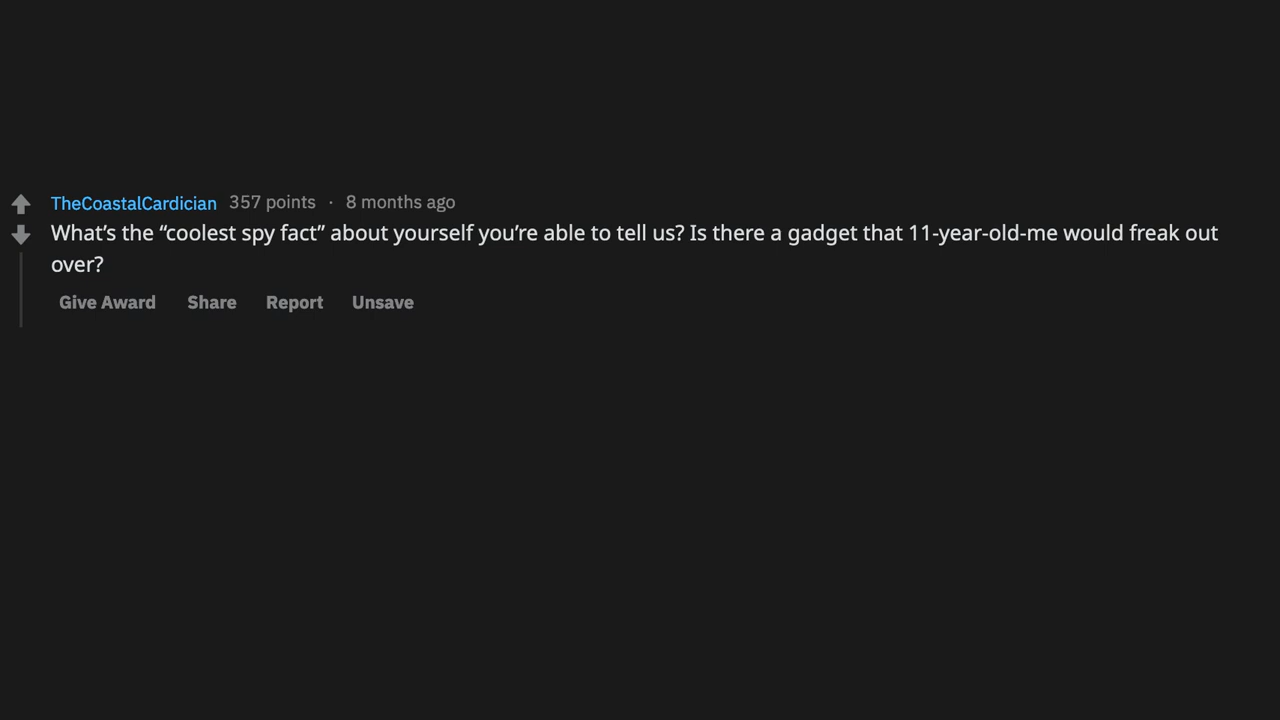 TheCoastalCardician 357 points · 8 months ago
What’s the “coolest spy fact” about yourself you’re able to tell us? Is there a gadget that 11-year-old-me would freak out
over?
Give Award Share Report Unsave